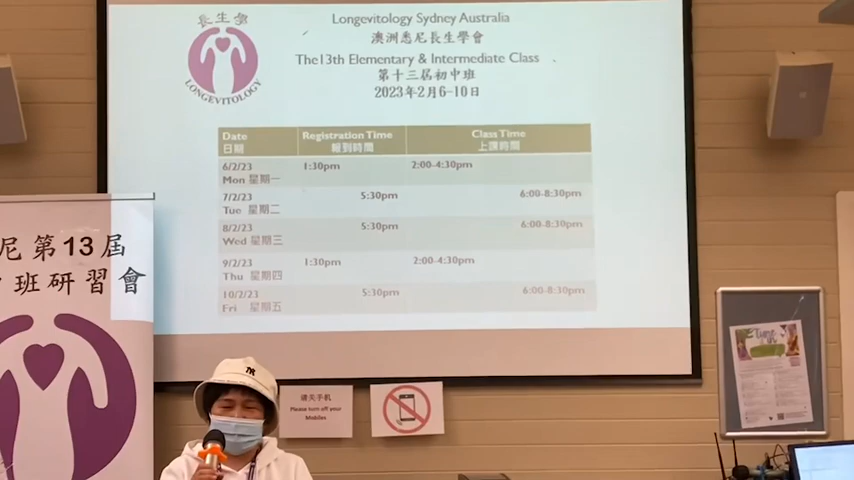 長生學
LONGEVITOLOGY
Longevitology Sydney Australia
澳洲悉尼長生學會
The13th Elementary & Intermediate Class
第十三屆初中班
2023年2月6-10日
Date Registration Time Class Time
日期 報到時間 上課時間
6/2/23 1:30pm 2:00-4:30pm
Mon 星期一
7/2/23 5:30pm 6:00-8:30pm
Tue 星期二
8/2/23 5:30pm 6:00-8:30pm
Wed 星期三
9/2/23 1:30pm 2:00-4:30pm
Thu 星期四
10/2/23 5:30pm 6:00-8:30pm
Fri 星期五
尼第13屆
中班研習會
NY
请关手机
Please turn off your
Mobiles